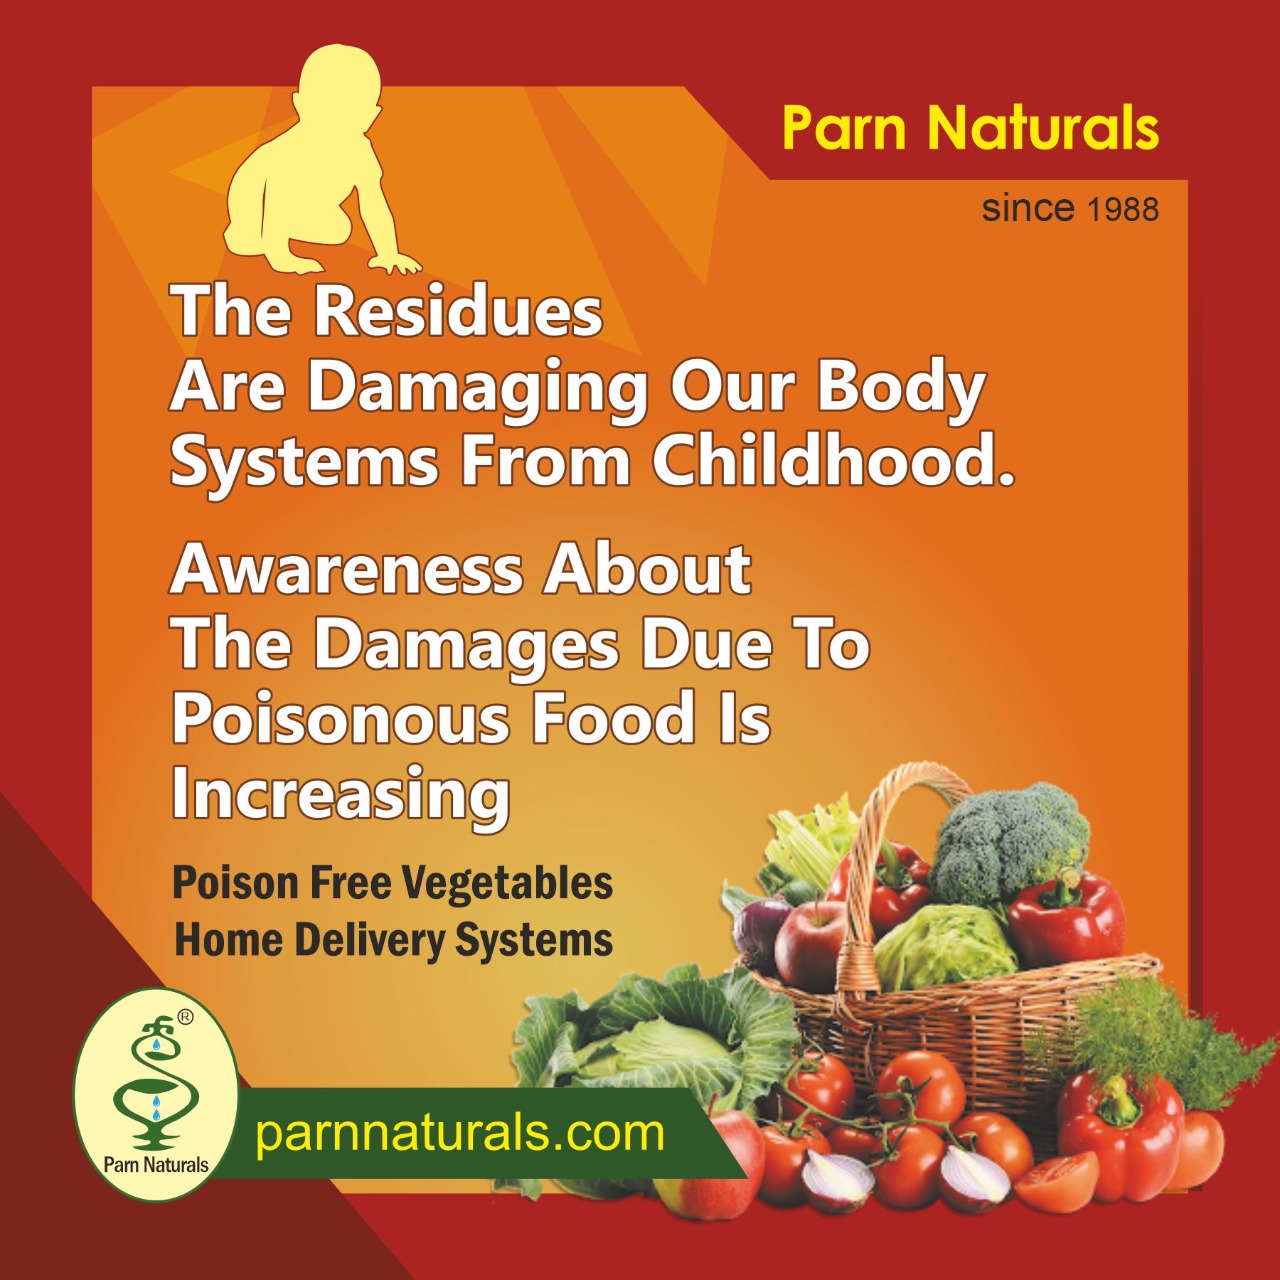 Parn Naturals
since 1988
The Residues
Are Damaging Our Body
Systems From Childhood.
Awareness About
The Damages Due To
Poisonous Food Is
Increasing
Poison Free Vegetables
Home Delivery Systems
®
Parn Naturals
parnnaturals.com